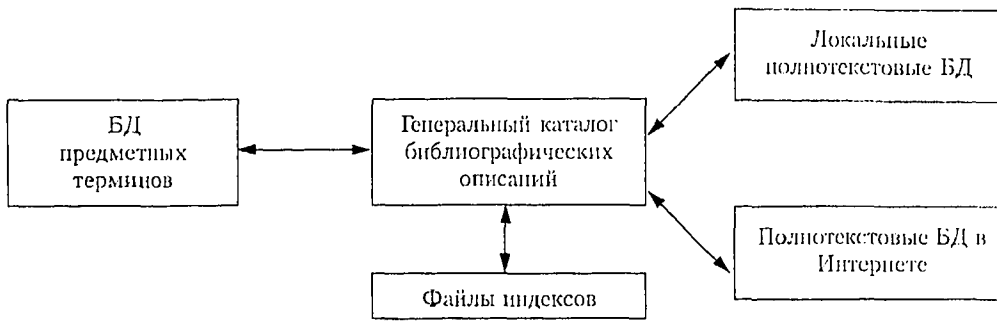 Локальные
полнотекстовые БД
БД
предметных
терминов
Генеральный каталог
библиографических
описаний
Полнотекстовые БД в
Интернете
Файлы индексов